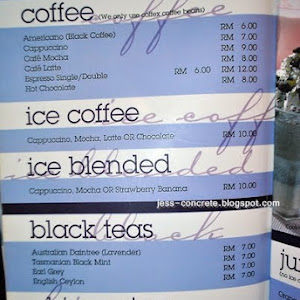 coffee (We only use coffex coffee beans)
Americano (Black Coffee) RM 6.00
Cappucino RM 7.00
Café Mocha RM 9.00
Café Latte RM 8.00
Espresso Single/Double RM 6.00 RM 12.00
Hot Chocolate RM 8.00
ice coffee
Cappucino, Mocha, Latte OR Chocolate RM 10.00
ice blended
Cappucino, Mocha OR Strawberry Banana RM 10.00
jess-concrete.blogspot.com
black teas
Australian Daintree (Lavender) RM 7.00
Tasmanian Black Mint RM 7.00
Earl Grey RM 7.00
English Ceylon RM 7.00